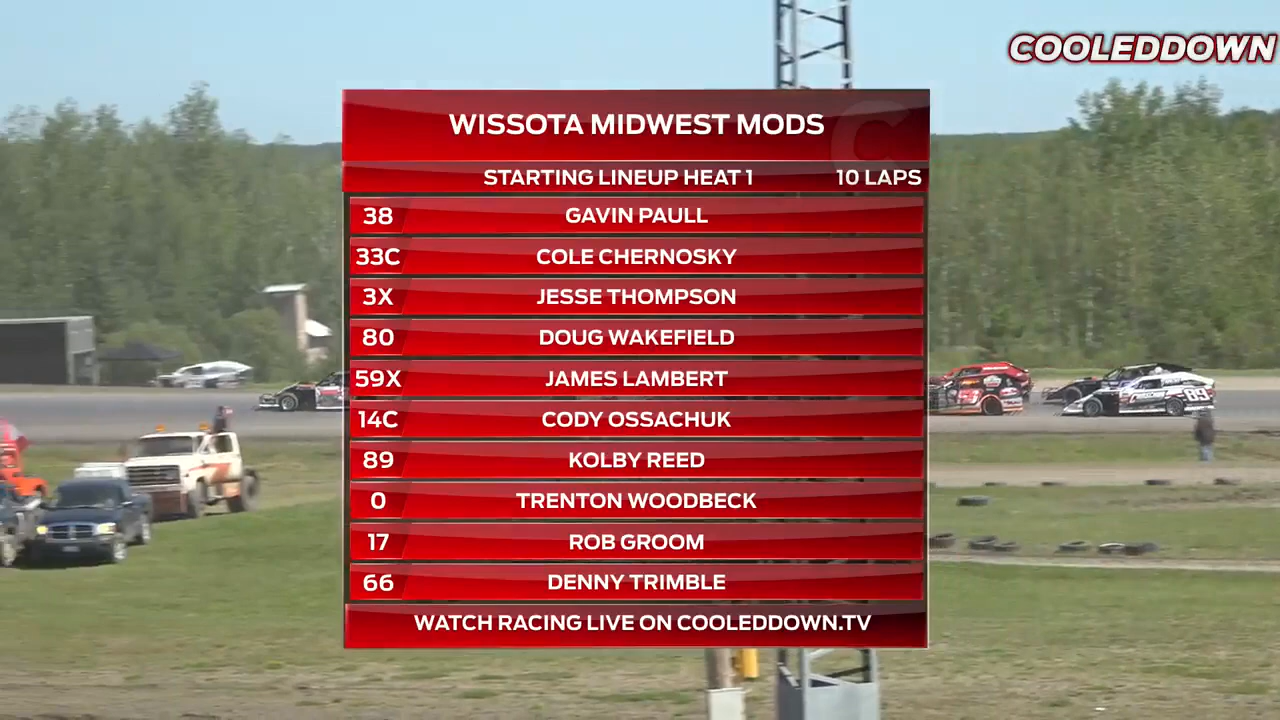 COOLEDDOWN
WISSOTA MIDWEST MODS
STARTING LINEUP HEAT 1 10 LAPS
38 GAVIN PAULL
33C COLE CHERNOSKY
3X JESSE THOMPSON
80 DOUG WAKEFIELD
59X JAMES LAMBERT
14C CODY OSSACHUK
89 KOLBY REED
0 TRENTON WOODBECK
17 ROB GROOM
66 DENNY TRIMBLE
WATCH RACING LIVE ON COOLEDDOWN.TV
89